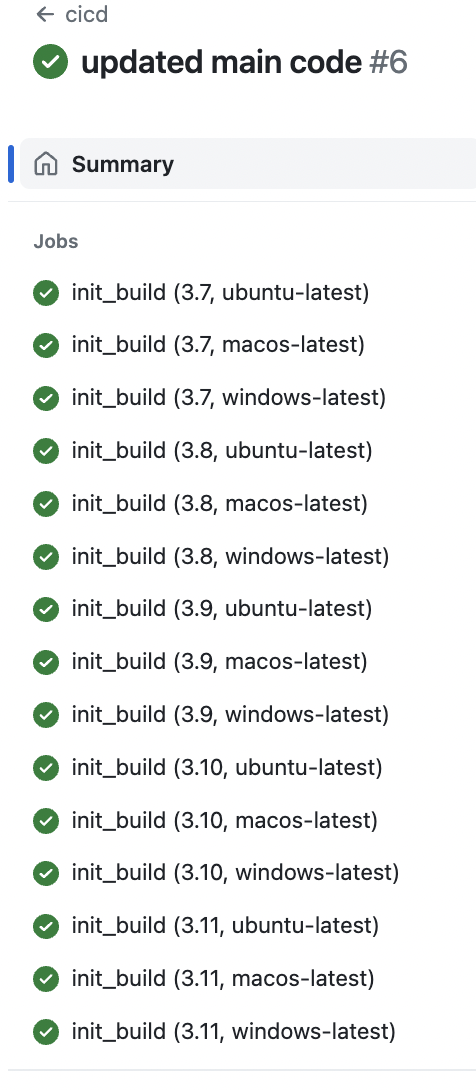 ← cicd
updated main code #6
Summary
Jobs
init_build (3.7, ubuntu-latest)
init_build (3.7, macos-latest)
init_build (3.7, windows-latest)
init_build (3.8, ubuntu-latest)
init_build (3.8, macos-latest)
init_build (3.8, windows-latest)
init_build (3.9, ubuntu-latest)
init_build (3.9, macos-latest)
init_build (3.9, windows-latest)
init_build (3.10, ubuntu-latest)
init_build (3.10, macos-latest)
init_build (3.10, windows-latest)
init_build (3.11, ubuntu-latest)
init_build (3.11, macos-latest)
init_build (3.11, windows-latest)